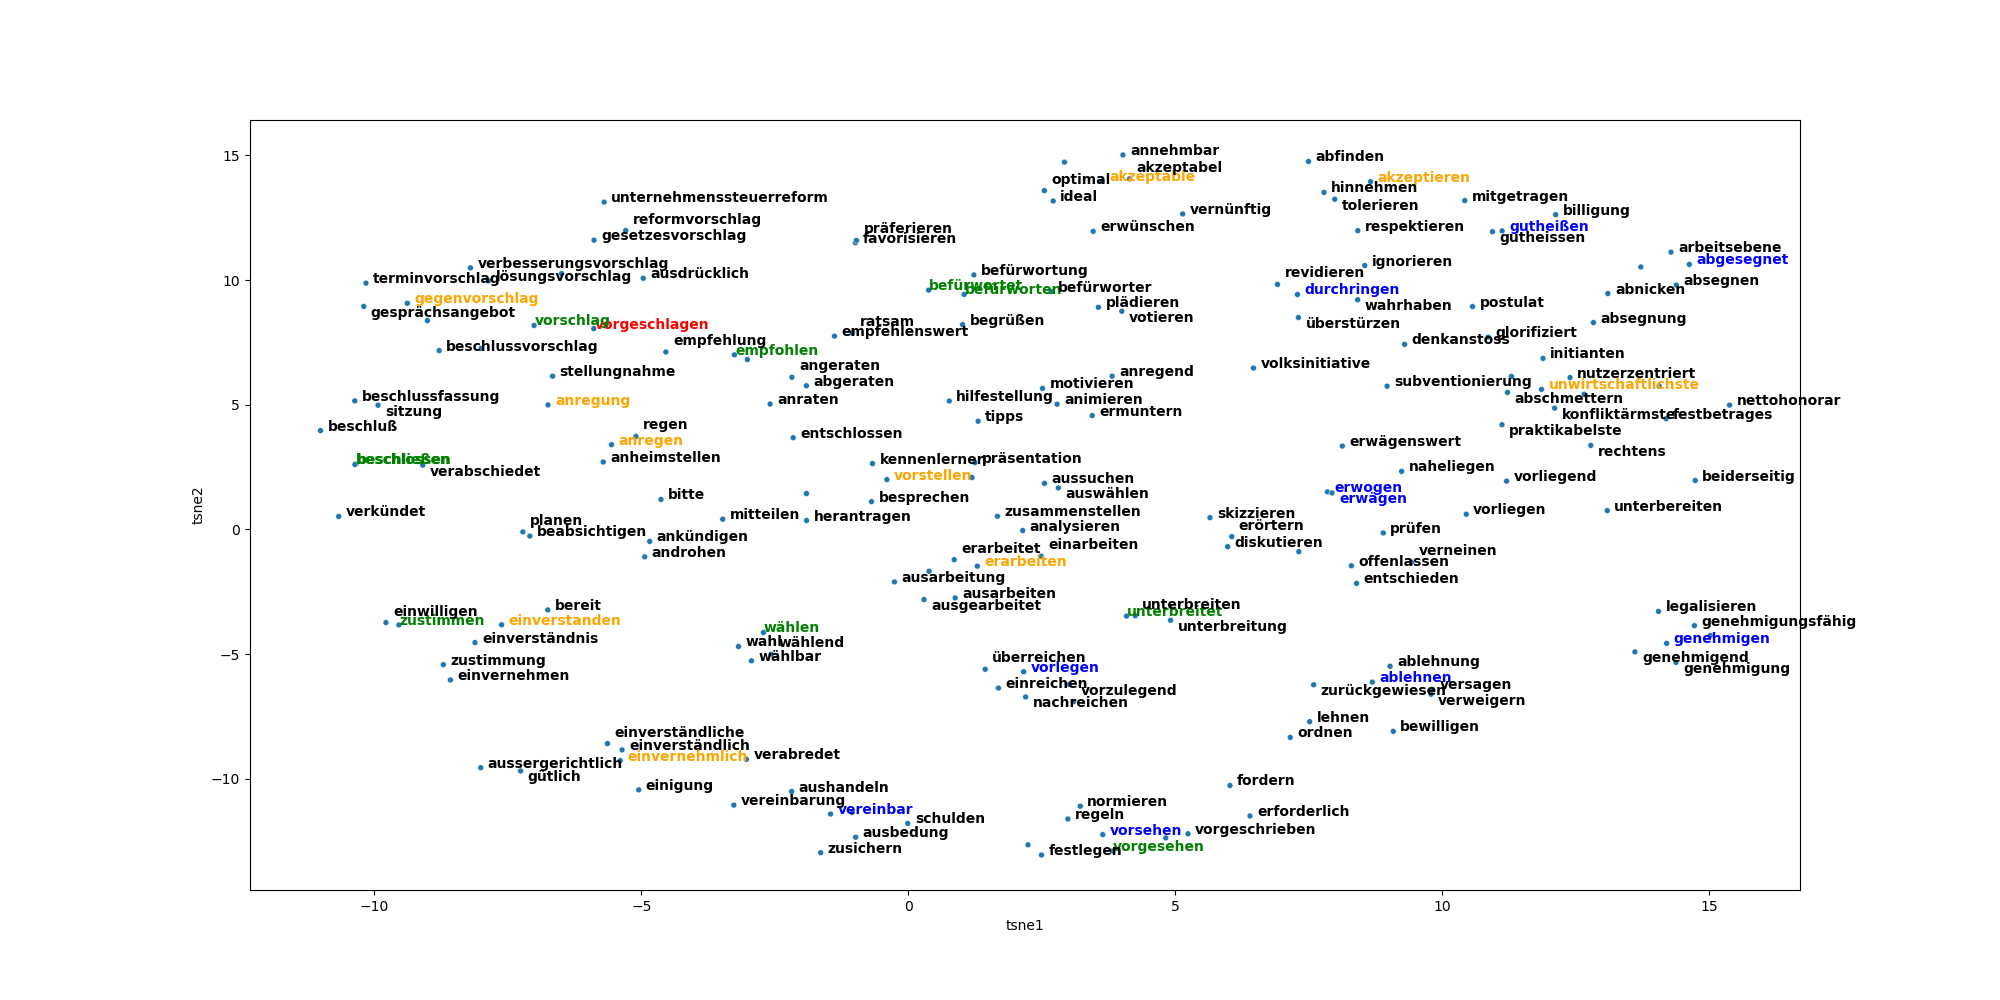 annehmbar
abfinden
akzeptabel
optimal
akzeptable
akzeptieren
hinnehmen
unternehmenssteuerreform
ideal
mitgetragen
tolerieren
vernünftig
billigung
reformvorschlag
präferieren
erwünschen
respektieren
gutheißen
gesetzesvorschlag
favorisieren
gutheissen
arbeitsebene
verbesserungsvorschlag
ignorieren
abgesegnet
terminvorschlag
lösungsvorschlag
ausdrücklich
befürwortung
revidieren
absegnen
befürwortet
befürworten
befürworter
durchringen
abnicken
gegenvorschlag
plädieren
wahrhaben
postulat
gesprächsangebot
vorschlag
vorgeschlagen
ratsam
begrüßen
votieren
überstürzen
absegnung
empfehlenswert
glorifiziert
beschlussvorschlag
empfehlung
empfohlen
denkanstoss
initianten
stellungnahme
angeraten
anregend
volksinitiative
nutzerzentriert
abgeraten
motivieren
subventionierung
unwirtschaftlichste
beschlussfassung
anregung
anraten
hilfestellung
animieren
abschmettern
nettohonorar
sitzung
tipps
ermuntern
konfliktärmste
festbetrages
beschluß
regen
entschlossen
praktikabelste
anregen
erwägenswert
rechtens
beschließen
anheimstellen
kennenlernen
präsentation
naheliegen
verabschiedet
vorstellen
aussuchen
vorliegend
beiderseitig
bitte
besprechen
auswählen
erwogen
erwägen
verkündet
mitteilen
herantragen
zusammenstellen
skizzieren
vorliegen
unterbereiten
planen
beabsichtigen
ankündigen
analysieren
erörtern
prüfen
androhen
erarbeitet
einarbeiten
diskutieren
verneinen
erarbeiten
offenlassen
ausarbeitung
entschieden
ausarbeiten
einwilligen
bereit
ausgearbeitet
unterbreiten
unterbreitet
legalisieren
zustimmen
einverstanden
wählen
unterbreitung
genehmigungsfähig
einverständnis
wahl
wählend
genehmigen
zustimmung
wählbar
überreichen
vorlegen
ablehnung
genehmigend
einvernehmen
einreichen
vorzulegend
ablehnen
genehmigung
nachreichen
zurückgewiesen
versagen
verweigern
einverständliche
lehnen
bewilligen
einverständlich
ordnen
einvernehmlich
verabredet
aussergerichtlich
gütlich
fordern
einigung
aushandeln
vereinbarung
normieren
vereinbar
regeln
erforderlich
schulden
vorsehen
vorgeschrieben
ausbedung
zusichern
festlegen
vorgesehen
15
10
5
0
−5
−10
tsne2
−10
−5
0
5
10
15
tsne1